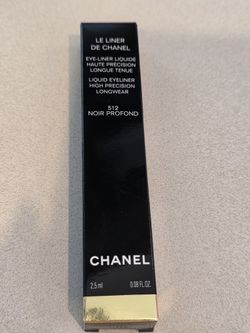 LE LINER
DE CHANEL
EYE-LINER LIQUIDE
HAUTE PRÉCISION
LONGUE TENUE
LIQUID EYELINER
HIGH PRECISION
LONGWEAR
512
NOIR PROFOND
CHANEL
2,5 ml 0.08 FL. OZ.